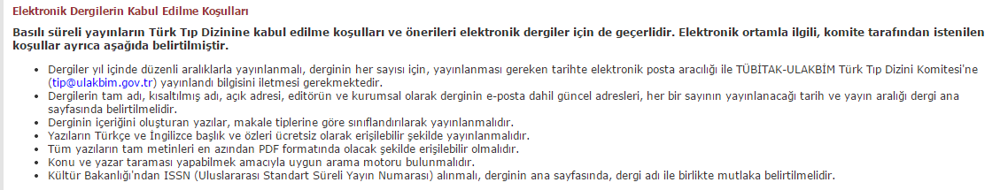 Elektronik Dergilerin Kabul Edilme Koşulları
Basılı süreli yayınların Türk Tıp Dizinine kabul edilme koşulları ve önerileri elektronik dergiler için de geçerlidir. Elektronik ortamla ilgili, komite tarafından istenilen
koşullar ayrıca aşağıda belirtilmiştir.
• Dergiler yıl içinde düzenli aralıklarla yayınlanmalı, derginin her sayısı için, yayınlanması gereken tarihte elektronik posta aracılığı ile TÜBİTAK-ULAKBİM Türk Tıp Dizini Komitesi'ne
(tip@ulakbim.gov.tr) yayınlandı bilgisini iletmesi gerekmektedir.
• Dergilerin tam adı, kısaltılmış adı, açık adresi, editörün ve kurumsal olarak derginin e-posta dahil güncel adresleri, her bir sayının yayınlanacağı tarih ve yayın aralığı dergi ana
sayfasında belirtilmelidir.
• Derginin içeriğini oluşturan yazılar, makale tiplerine göre sınıflandırılarak yayınlanmalıdır.
• Yazıların Türkçe ve İngilizce başlık ve özleri ücretsiz olarak erişilebilir şekilde yayınlanmalıdır.
• Tüm yazıların tam metinleri en azından PDF formatında olacak şekilde erişilebilir olmalıdır.
• Konu ve yazar taraması yapabilmek amacıyla uygun arama motoru bulunmalıdır.
• Kültür Bakanlığı'ndan ISSN (Uluslararası Standart Süreli Yayın Numarası) alınmalı, derginin ana sayfasında, dergi adı ile birlikte mutlaka belirtilmelidir.